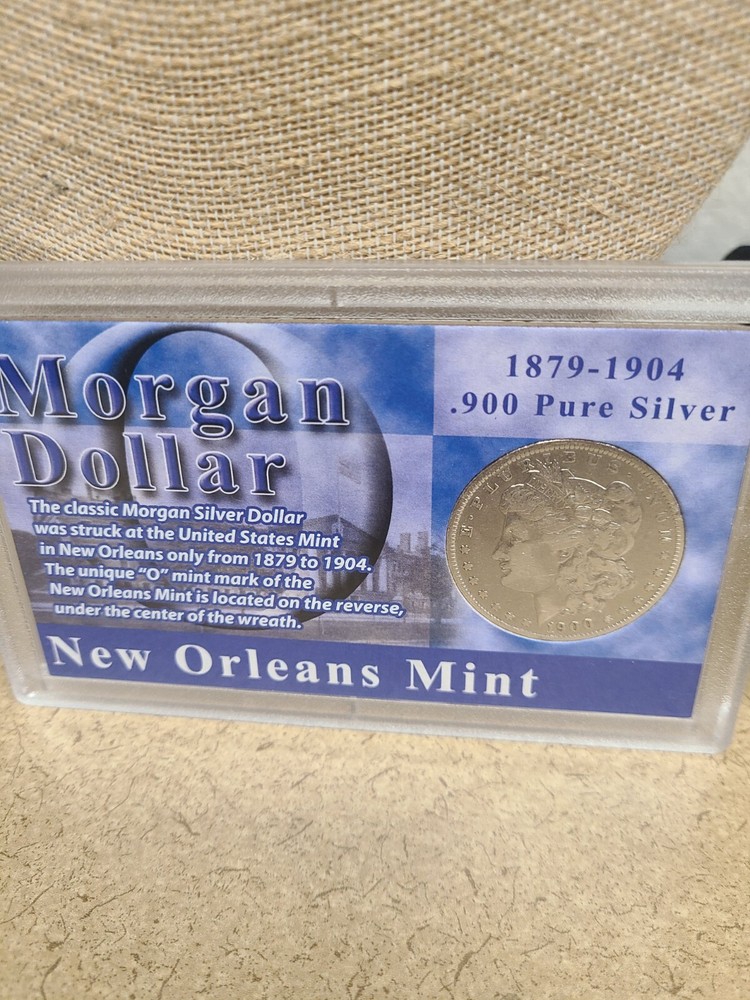 Morgan
Dollar
The classic Morgan Silver Dollar
was struck at the United States Mint
in New Orleans only from 1879 to 1904.
The unique "O" mint mark of the
New Orleans Mint is located on the reverse,
under the center of the wreath.
1879-1904
.900 Pure Silver
E·PLURIBUS·
New Orleans Mint